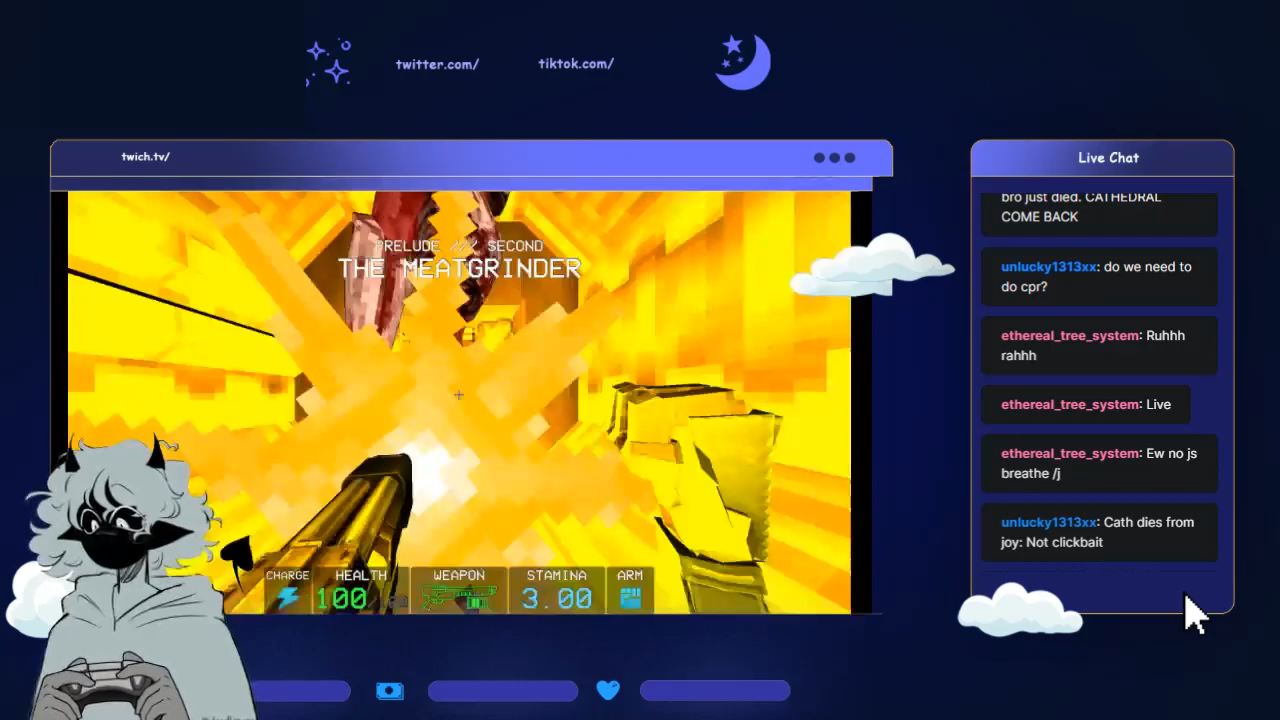 twitter.com/
tiktok.com/
twich.tv/
PRELUDE /// SECOND
THE MEATGRINDER
CHARGE
HEALTH
100
WEAPON
STAMINA
3.00
ARM
Live Chat
bro just died. CATHEDRAL
COME BACK
unlucky1313xx: do we need to
do cpr?
ethereal_tree_system: Ruhhh
rahhh
ethereal_tree_system: Live
ethereal_tree_system: Ew no js
breathe /j
unlucky1313xx: Cath dies from
joy: Not clickbait